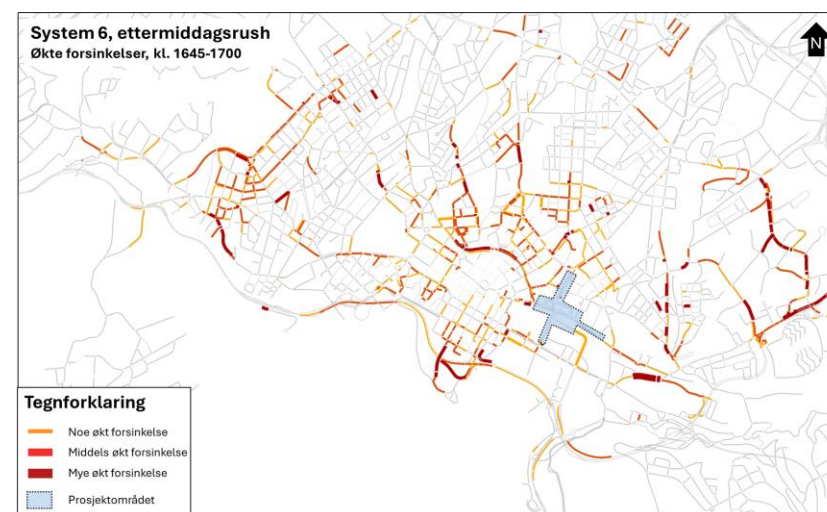 System 6, ettermiddagsrush
Økte forsinkelser, kl. 1645-1700
N
Tegnforklaring
Noe økt forsinkelse
Middels økt forsinkelse
Mye økt forsinkelse
Prosjektområdet